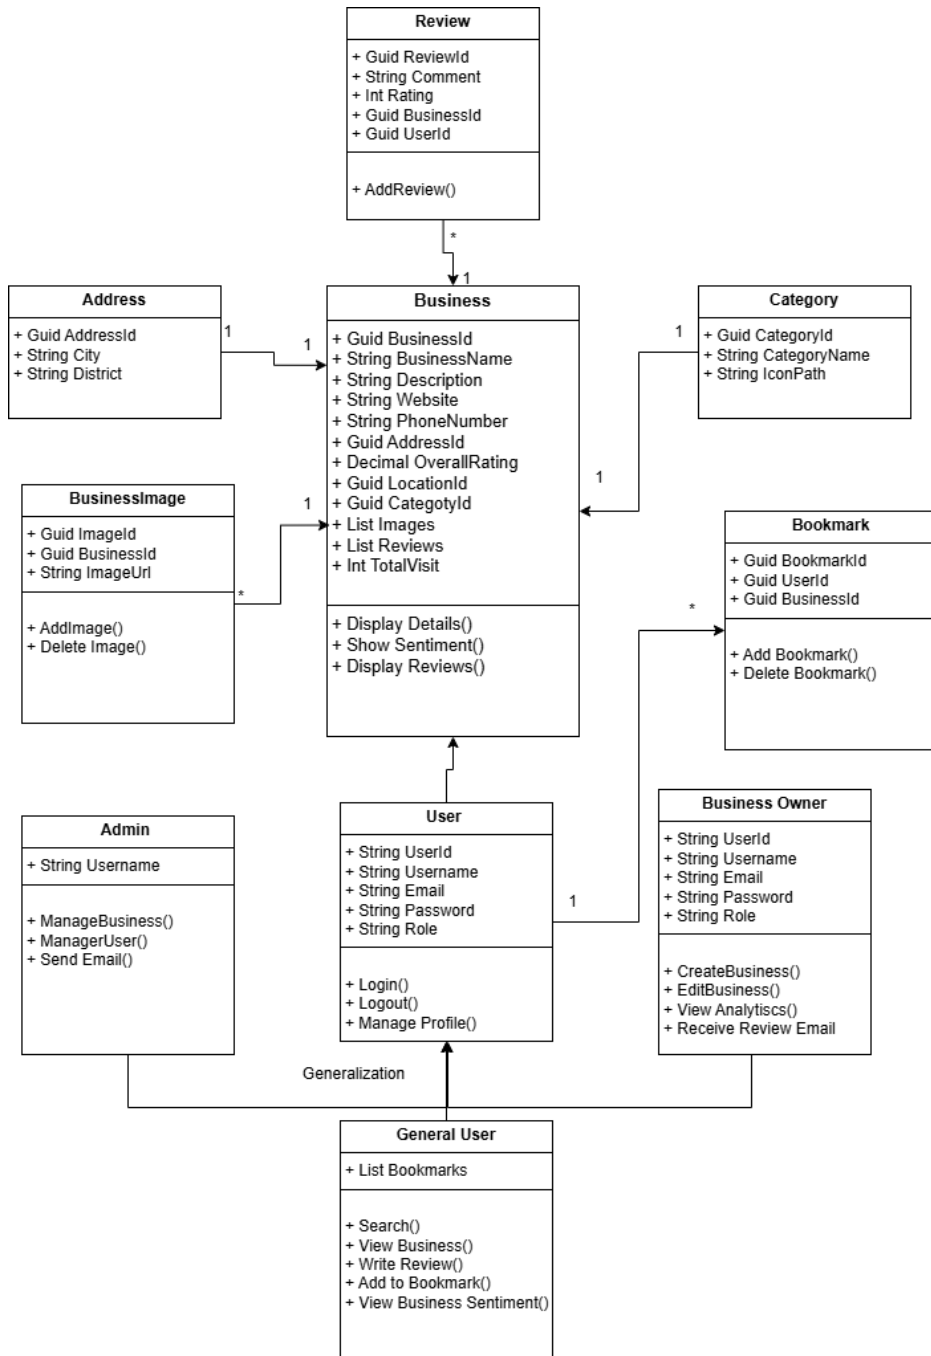 Review
+ Guid ReviewId
+ String Comment
+ Int Rating
+ Guid BusinessId
+ Guid UserId
+ AddReview()
*
1
Address
+ Guid AddressId
+ String City
+ String District
1
1
Business
+ Guid BusinessId
+ String BusinessName
+ String Description
+ String Website
+ String PhoneNumber
+ Guid AddressId
+ Decimal OverallRating
+ Guid LocationId
+ Guid CategotyId
+ List Images
+ List Reviews
+ Int TotalVisit
+ Display Details()
+ Show Sentiment()
+ Display Reviews()
Category
+ Guid CategoryId
+ String CategoryName
+ String IconPath
1
1
BusinessImage
+ Guid ImageId
+ Guid BusinessId
+ String ImageUrl
+ AddImage()
+ Delete Image()
1
*
Bookmark
+ Guid BookmarkId
+ Guid UserId
+ Guid BusinessId
+ Add Bookmark()
+ Delete Bookmark()
*
1
Admin
+ String Username
+ ManageBusiness()
+ ManagerUser()
+ Send Email()
User
+ String UserId
+ String Username
+ String Email
+ String Password
+ String Role
+ Login()
+ Logout()
+ Manage Profile()
Business Owner
+ String UserId
+ String Username
+ String Email
+ String Password
+ String Role
+ CreateBusiness()
+ EditBusiness()
+ View Analytiscs()
+ Receive Review Email
Generalization
General User
+ List Bookmarks
+ Search()
+ View Business()
+ Write Review()
+ Add to Bookmark()
+ View Business Sentiment()